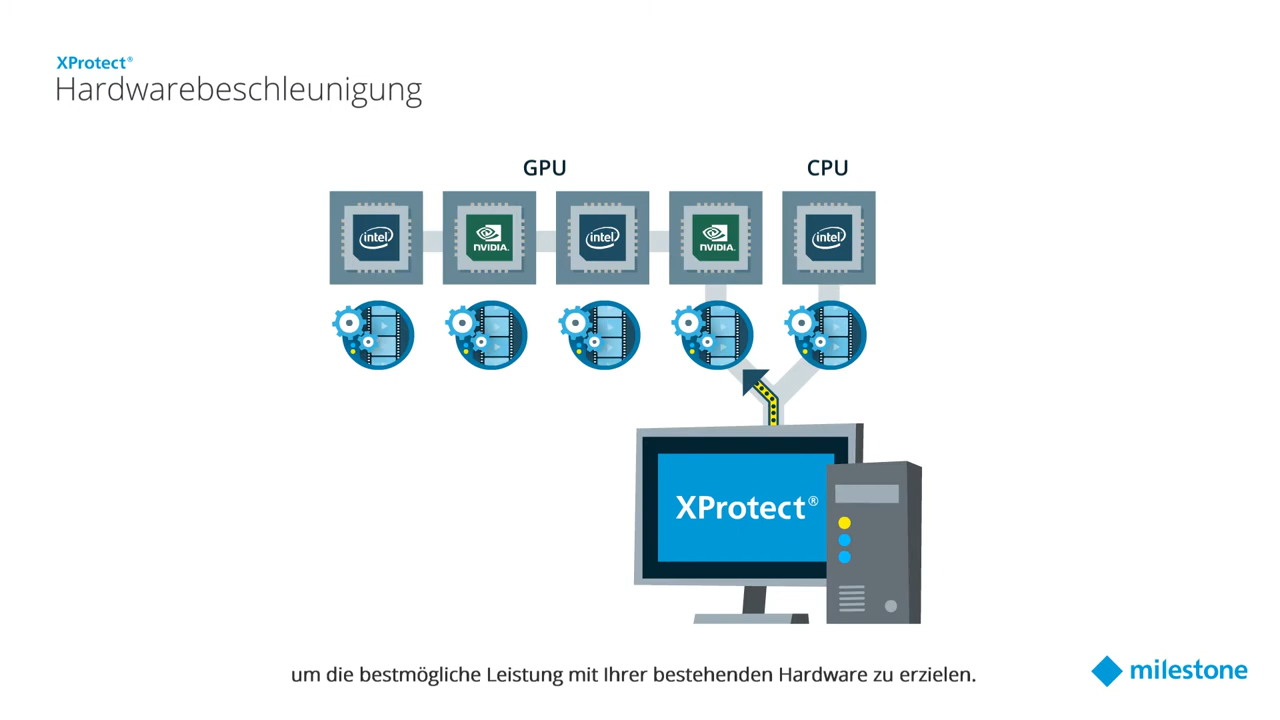 XProtect®
Hardwarebeschleunigung
GPU
CPU
intel
NVIDIA.
intel
NVIDIA.
intel
XProtect®
um die bestmögliche Leistung mit Ihrer bestehenden Hardware zu erzielen.
milestone